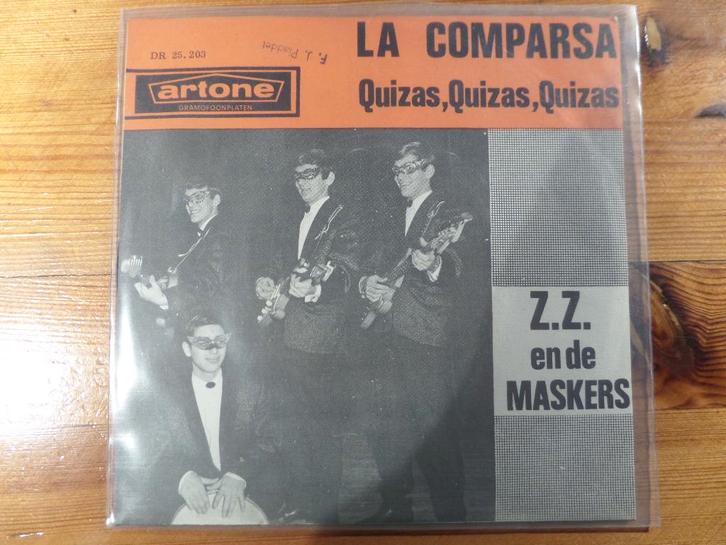 DR 25.203
LA COMPARSA
artone
GRAMOFOONPLATEN
Quizas, Quizas, Quizas
Z.Z.
en de
MASKERS